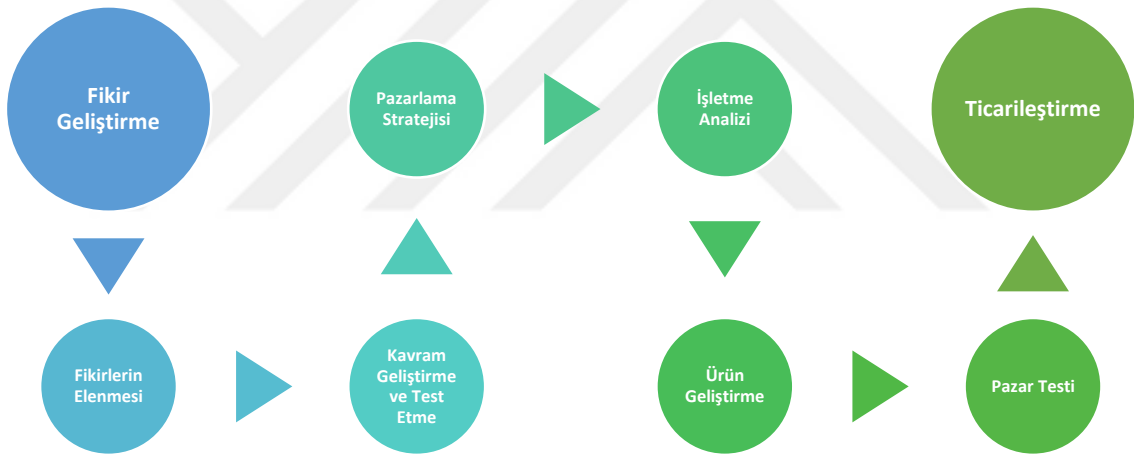 Fikir
Geliştirme
Fikirlerin
Elenmesi
Kavram
Geliştirme
ve Test
Etme
Pazarlama
Stratejisi
İşletme
Analizi
Ürün
Geliştirme
Pazar Testi
Ticarileştirme